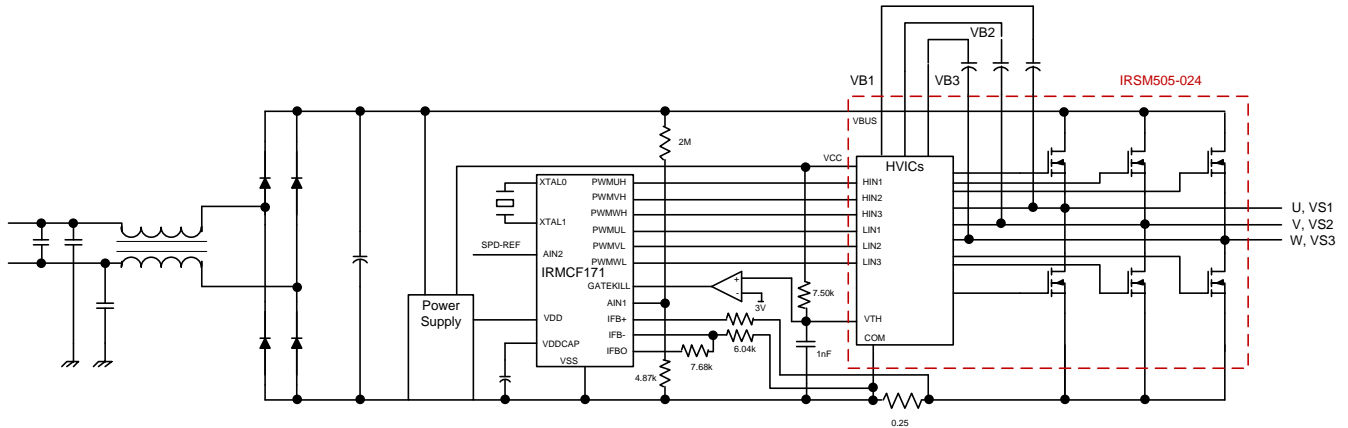 VB2
VB1
VB3
IRSM505-024
VBUS
2M
VCC
HVICs
XTAL0
PWMUH
HIN1
PWMVH
HIN2
U, VS1
XTAL1
PWMWH
HIN3
V, VS2
PWMUL
LIN1
W, VS3
SPD-REF
AIN2
PWMVL
LIN2
PWMWL
LIN3
IRMCF171
GATEKILL
+
-
3V
7.50k
Power
Supply
AIN1
VDD
IFB+
VTH
IFB-
COM
VDDCAP
6.04k
IFBO
1nF
VSS
7.68k
4.87k
0.25